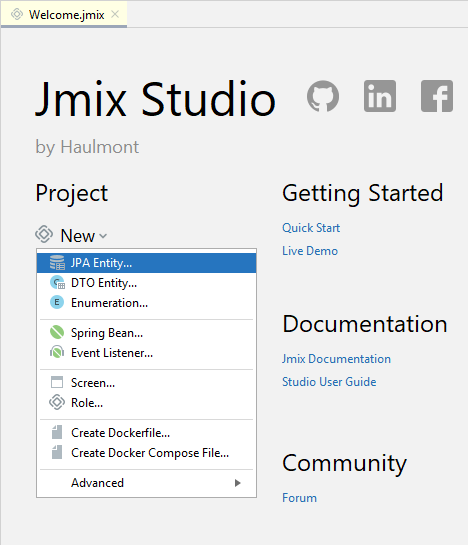 Welcome.jmix
Jmix Studio
by Haulmont
Project
New
JPA Entity...
DTO Entity...
Enumeration...
Spring Bean...
Event Listener...
Screen...
Role...
Create Dockerfile...
Create Docker Compose File...
Advanced
Getting Started
Quick Start
Live Demo
Documentation
Jmix Documentation
Studio User Guide
Community
Forum